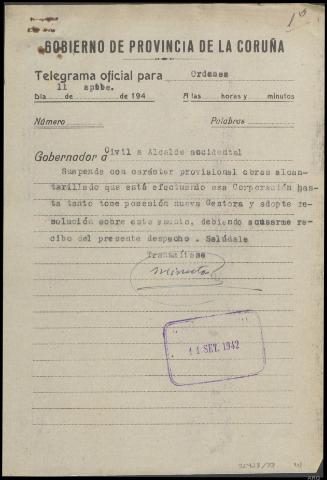 1º
GOBIERNO DE PROVINCIA DE LA CORUÑA
Telegrama oficial para Ordenes
11 spbbe.
Día de de 194 A las horas y minutos
Número Palabras
Gobernador a Civil a Alcalde accidental
Suspenda con carácter provisional obras alcan-
tarillado que está efectuando esa Corporación has
ta tanto tome posesión nueva Gestora y adopte re-
solución sobre este asunto, debiendo acusarme re-
cibo del presente despacho. Salúdale
Transmítase
11 SET. 1942